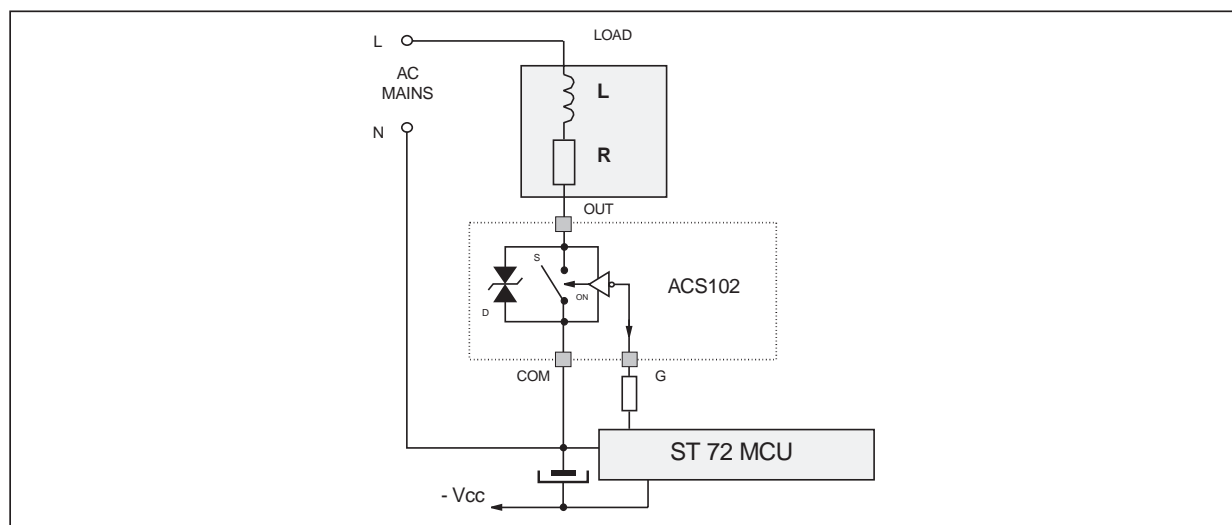 L
LOAD
AC
MAINS
L
N
R
OUT
S
ACS102
ON
D
COM
G
ST 72 MCU
- Vcc